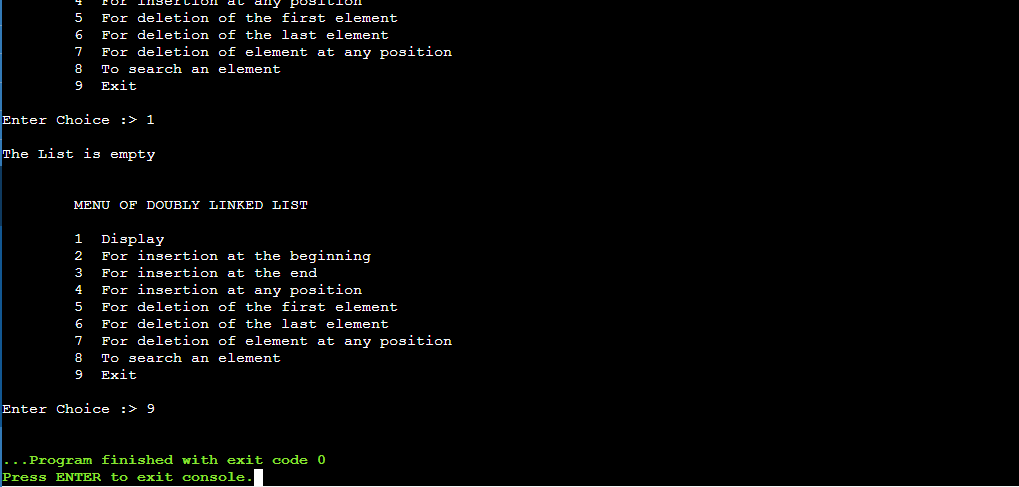 4 For insertion at any position
5 For deletion of the first element
6 For deletion of the last element
7 For deletion of element at any position
8 To search an element
9 Exit
Enter Choice :> 1
The List is empty
MENU OF DOUBLY LINKED LIST
1 Display
2 For insertion at the beginning
3 For insertion at the end
4 For insertion at any position
5 For deletion of the first element
6 For deletion of the last element
7 For deletion of element at any position
8 To search an element
9 Exit
Enter Choice :> 9
...Program finished with exit code 0
Press ENTER to exit console.